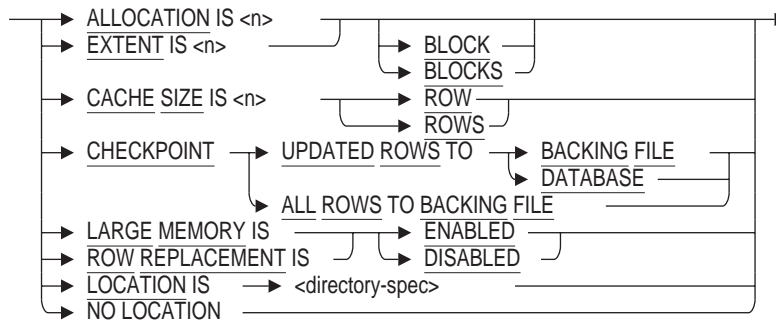 ALLOCATION IS <n>
EXTENT IS <n>
BLOCK
BLOCKS
CACHE SIZE IS <n>
ROW
ROWS
CHECKPOINT
UPDATED ROWS TO
BACKING FILE
DATABASE
ALL ROWS TO BACKING FILE
LARGE MEMORY IS
ENABLED
ROW REPLACEMENT IS
DISABLED
LOCATION IS
<directory-spec>
NO LOCATION